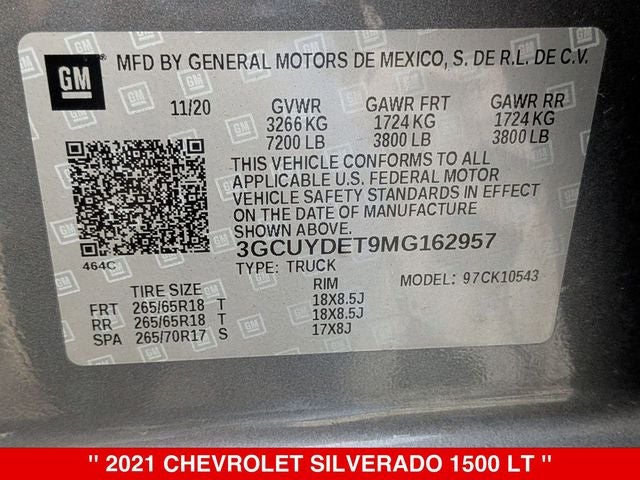 GM
MFD BY GENERAL MOTORS DE MEXICO, S. DE R.L. DE C.V.
11/20
GVWR GAWR FRT GAWR RR
3266 KG 1724 KG 1724 KG
7200 LB 3800 LB 3800 LB
THIS VEHICLE CONFORMS TO ALL
APPLICABLE U.S. FEDERAL MOTOR
VEHICLE SAFETY STANDARDS IN EFFECT
ON THE DATE OF MANUFACTURE
SHOWN ABOVE.
3GCUYDET9MG162957
464C
TYPE: TRUCK
MODEL: 97CK10543
TIRE SIZE RIM
FRT 265/65R18 T 18X8.5J
RR 265/65R18 T 18X8.5J
SPA 265/70R17 S 17X8J
" 2021 CHEVROLET SILVERADO 1500 LT "